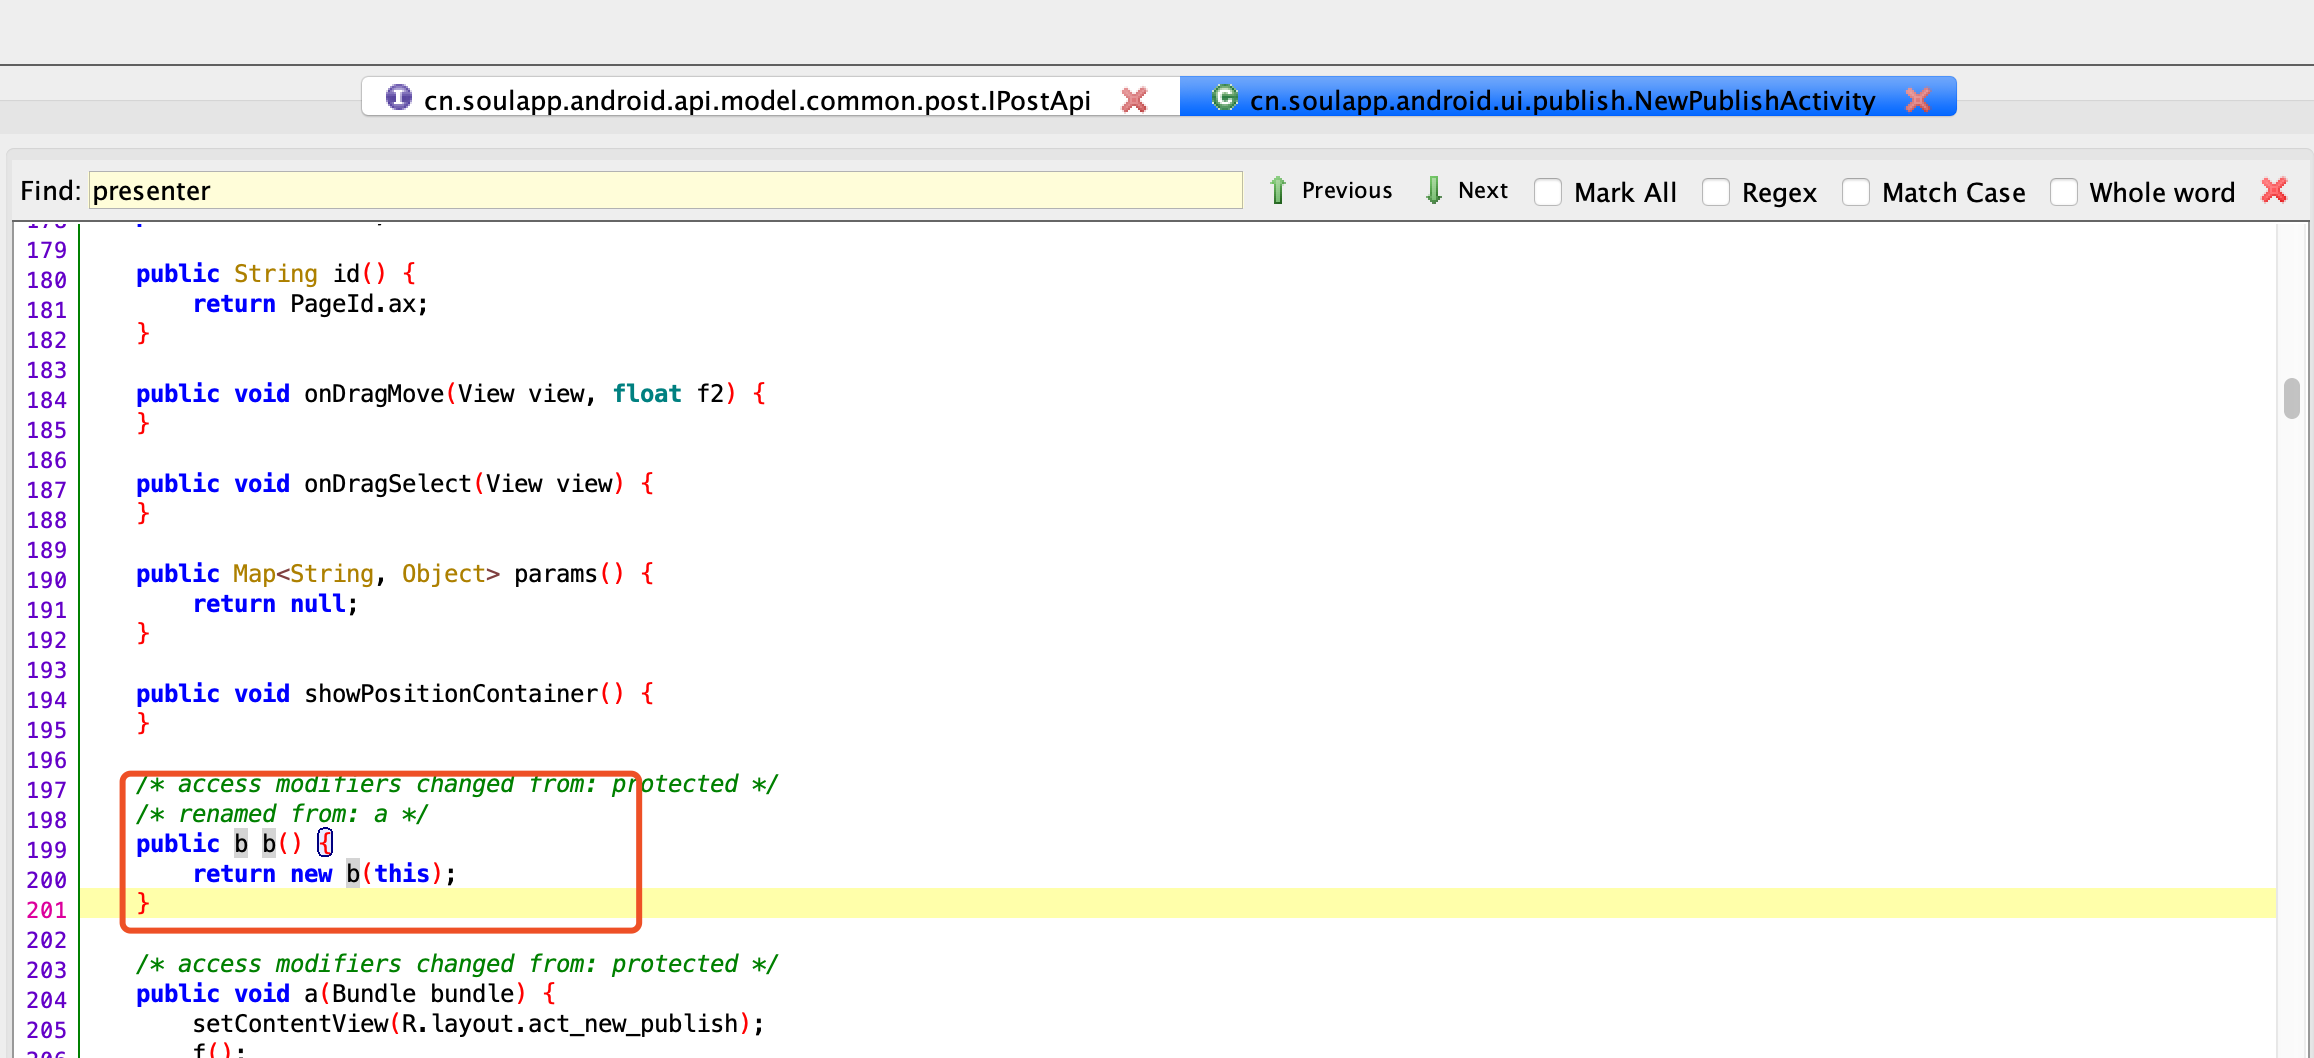 cn.soulapp.android.api.model.common.post.IPostApi cn.soulapp.android.ui.publish.NewPublishActivity
Find: presenter Previous Next Mark All Regex Match Case Whole word
179
180 public String id() {
181 return PageId.ax;
182 }
183
184 public void onDragMove(View view, float f2) {
185 }
186
187 public void onDragSelect(View view) {
188 }
189
190 public Map<String, Object> params() {
191 return null;
192 }
193
194 public void showPositionContainer() {
195 }
196
197 /* access modifiers changed from: protected */
198 /* renamed from: a */
199 public b b() {
200 return new b(this);
201 }
202
203 /* access modifiers changed from: protected */
204 public void a(Bundle bundle) {
205 setContentView(R.layout.act_new_publish);
206 f();